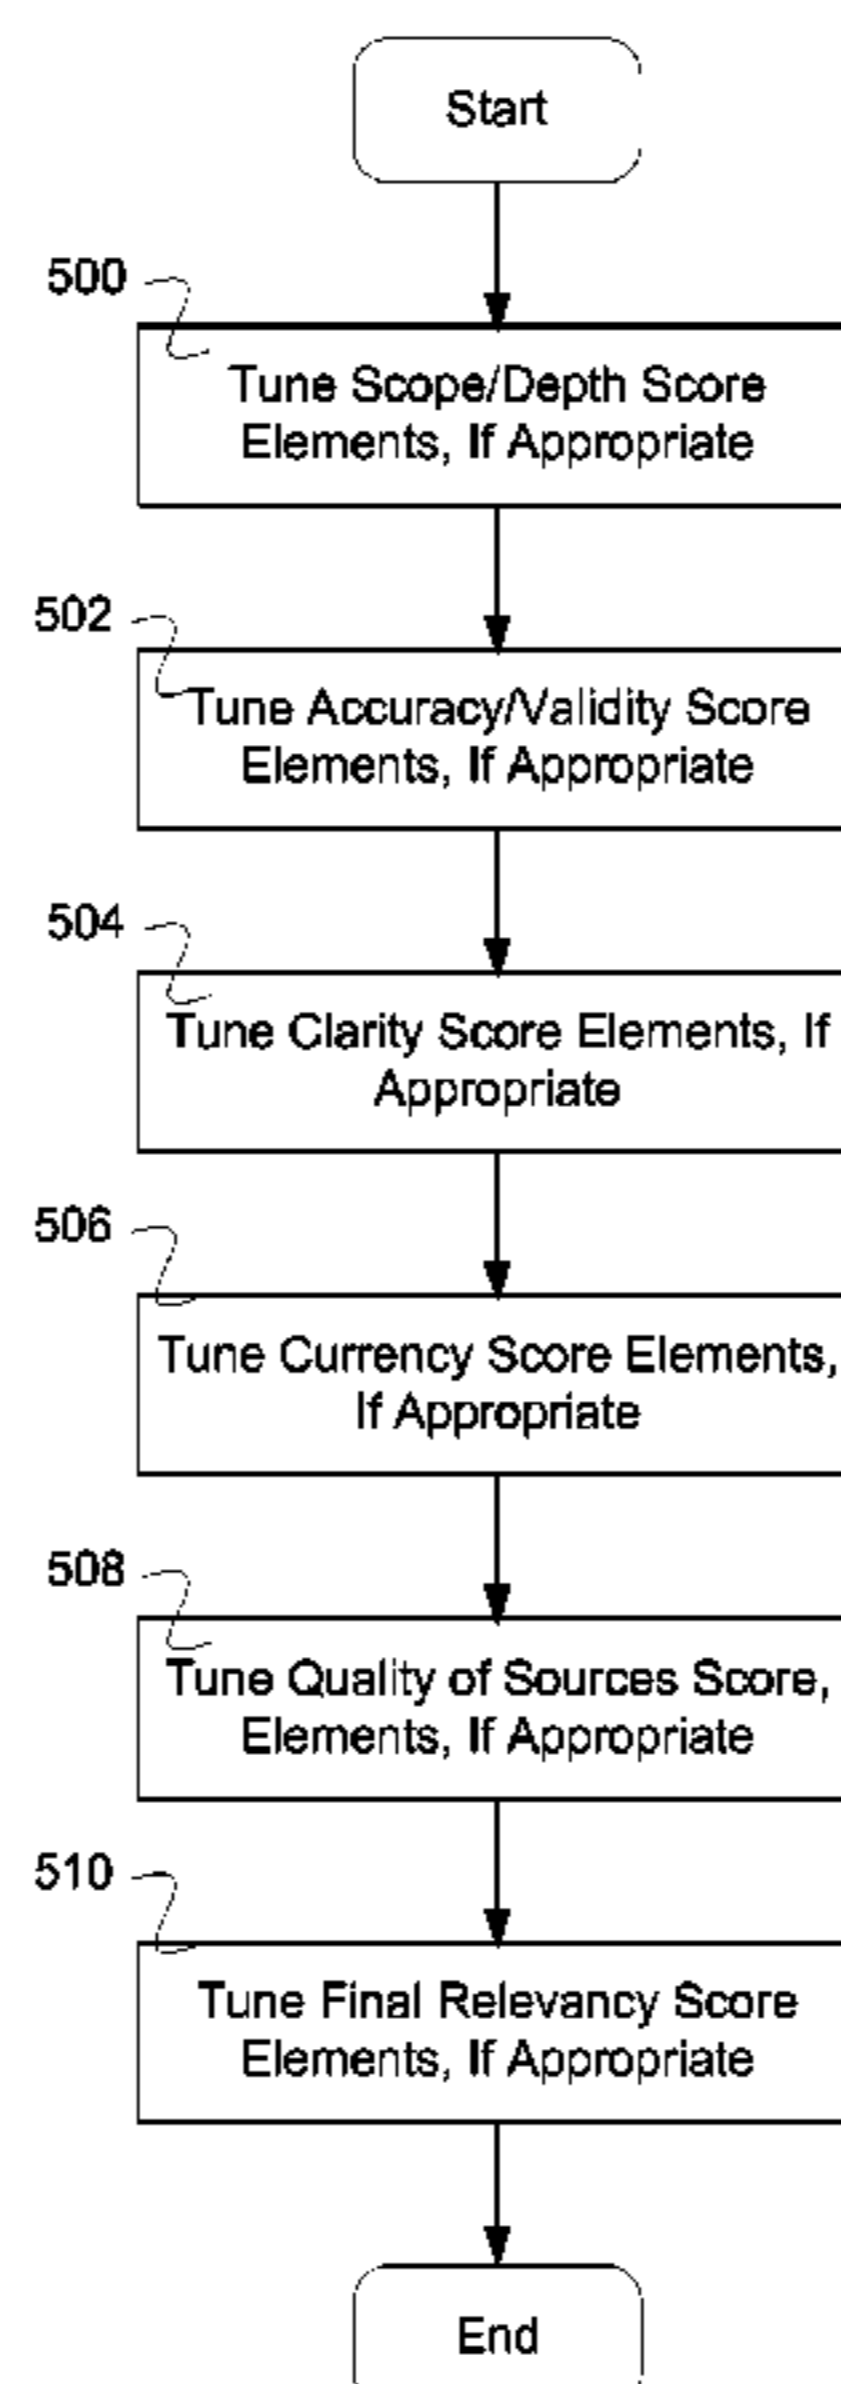 Start
500
Tune Scope/Depth Score
Elements, If Appropriate
502
Tune Accuracy/Validity Score
Elements, If Appropriate
504
Tune Clarity Score Elements, If
Appropriate
506
Tune Currency Score Elements,
If Appropriate
508
Tune Quality of Sources Score,
Elements, If Appropriate
510
Tune Final Relevancy Score
Elements, If Appropriate
End